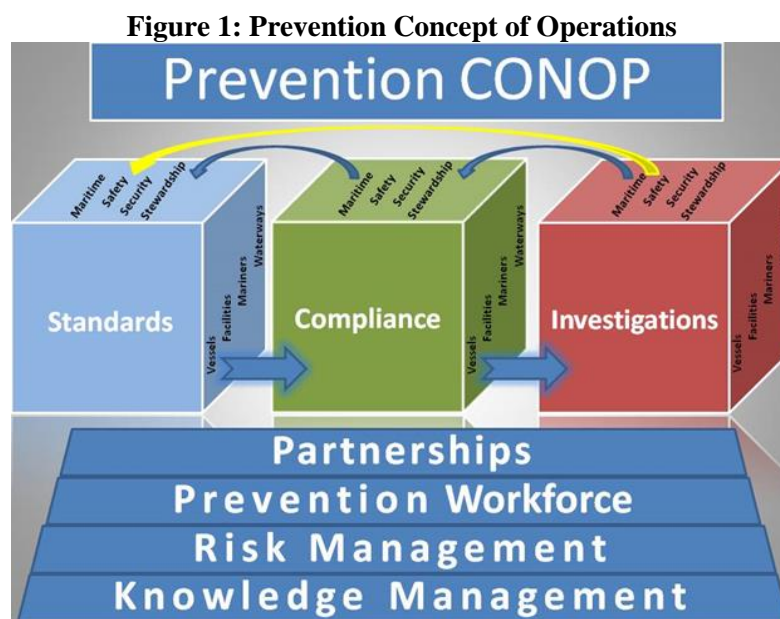 Figure 1: Prevention Concept of Operations
Prevention CONOP
Maritime
Safety
Security
Stewardship
Standards
Vessels
Facilities
Mariners
Waterways
Maritime
Safety
Security
Stewardship
Compliance
Vessels
Facilities
Mariners
Waterways
Maritime
Safety
Security
Stewardship
Investigations
Vessels
Facilities
Mariners
Partnerships
Prevention Workforce
Risk Management
Knowledge Management